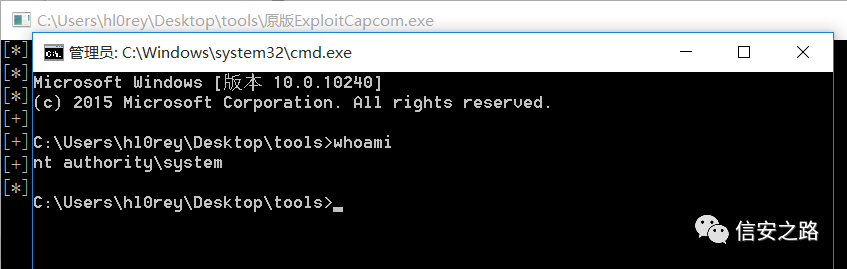 C:\Users\hl0rey\Desktop\tools\原版ExploitCapcom.exe
[*]
[*]
[*]
[+]
[+]
[+]
[*]
管理员: C:\Windows\system32\cmd.exe
Microsoft Windows [版本 10.0.10240]
(c) 2015 Microsoft Corporation. All rights reserved.
C:\Users\hl0rey\Desktop\tools>whoami
nt authority\system
C:\Users\hl0rey\Desktop\tools>_
信安之路